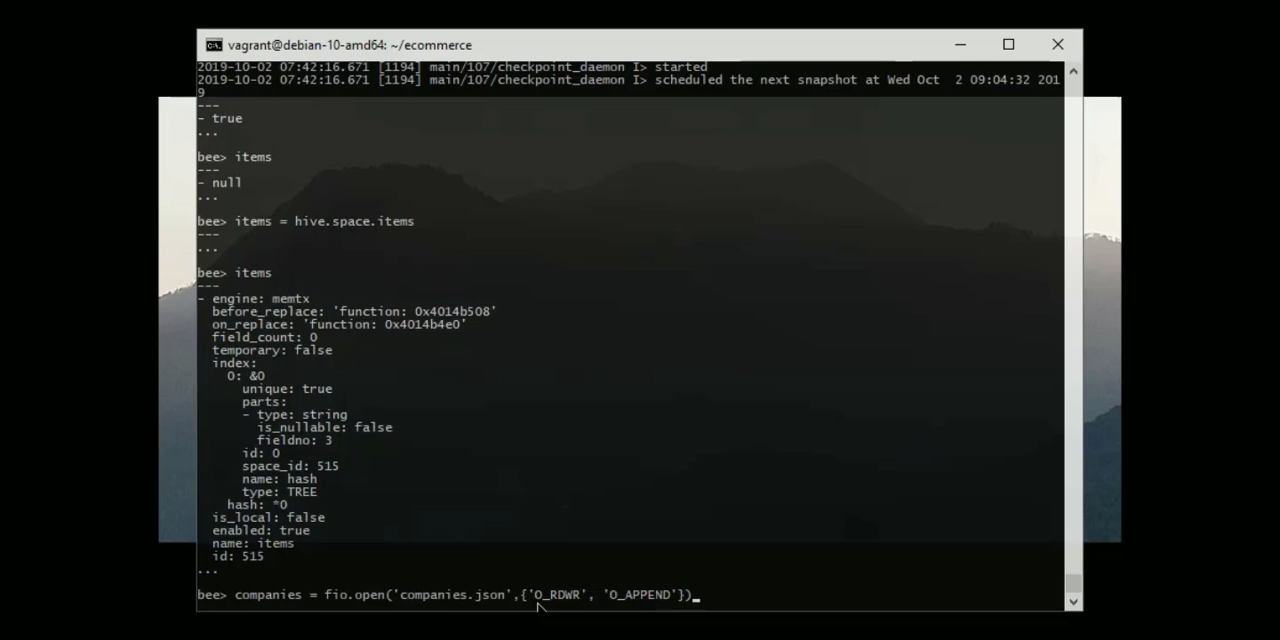 vagrant@debian-10-amd64: ~/ecommerce
2019-10-02 07:42:16.671 [1194] main/107/checkpoint_daemon I> started
2019-10-02 07:42:16.671 [1194] main/107/checkpoint_daemon I> scheduled the next snapshot at Wed Oct  2 09:04:32 201
9
---
- true
...
bee> items
---
- null
...
bee> items = hive.space.items
---
...
bee> items
---
- engine: memtx
  before_replace: 'function: 0x4014b508'
  on_replace: 'function: 0x4014b4e0'
  field_count: 0
  temporary: false
  index:
    0: &0
      unique: true
      parts:
      - type: string
        is_nullable: false
        fieldno: 3
      id: 0
      space_id: 515
      name: hash
      type: TREE
    hash: *0
  is_local: false
  enabled: true
  name: items
  id: 515
...
bee> companies = fio.open('companies.json',{'O_RDWR', 'O_APPEND'})